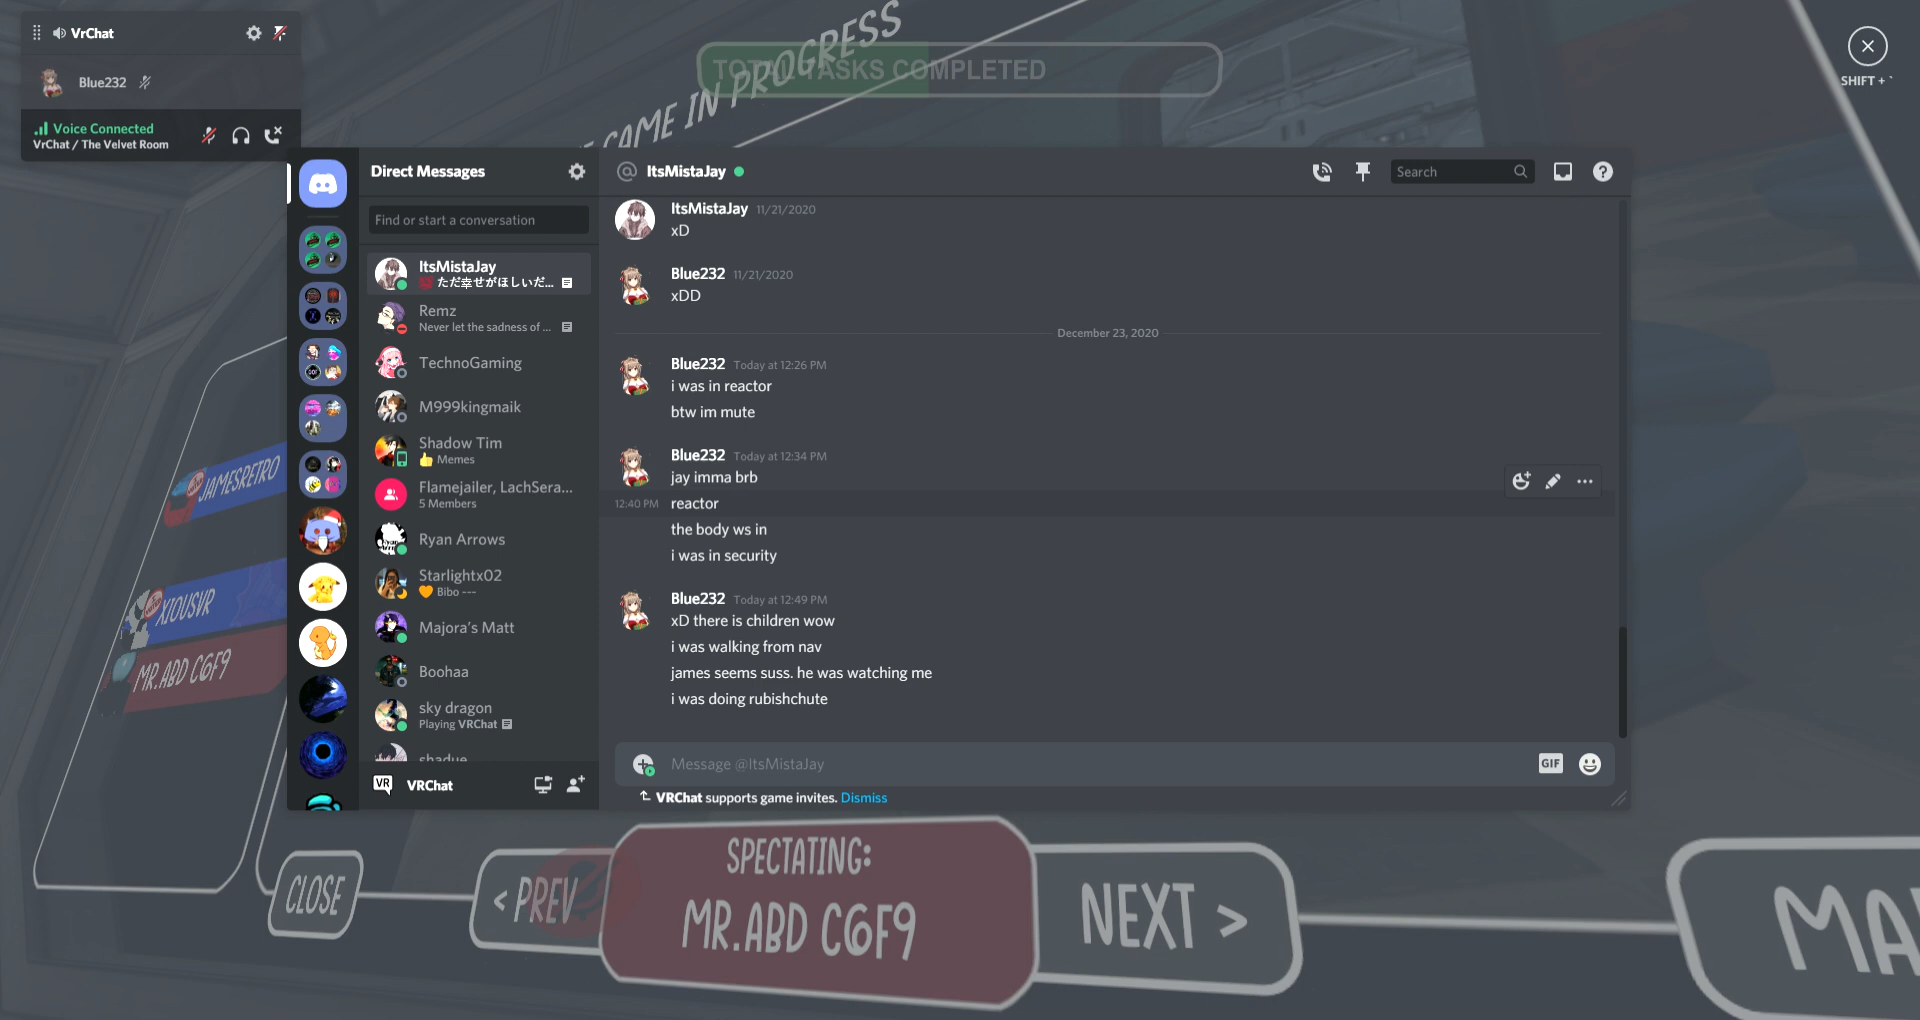 VrChat
Blue232
Voice Connected
VrChat / The Velvet Room
GAME IN PROGRESS
TOTAL TASKS COMPLETED
SHIFT + `
Direct Messages
Find or start a conversation
ItsMistaJay
ただ幸せがほしいだ...
Remz
Never let the sadness of ...
TechnoGaming
M999kingmaik
Shadow Tim
Memes
Flamejailer, LachSera...
5 Members
Ryan Arrows
Starlightx02
Bibo ---
Majora's Matt
Boohaa
sky dragon
Playing VRChat
shadue
VR
VRChat
ItsMistaJay
Search
ItsMistaJay 11/21/2020
xD
Blue232 11/21/2020
xDD
December 23, 2020
Blue232 Today at 12:26 PM
i was in reactor
btw im mute
Blue232 Today at 12:34 PM
jay imma brb
12:40 PM reactor
the body ws in
i was in security
Blue232 Today at 12:49 PM
xD there is children wow
i was walking from nav
james seems suss. he was watching me
i was doing rubishchute
Message @ItsMistaJay
GIF
VRChat supports game invites. Dismiss
JAMESRETRO
XIOUSVR
MR.ABD C6F9
CLOSE
< PREV
SPECTATING:
MR.ABD C6F9
NEXT >
MA